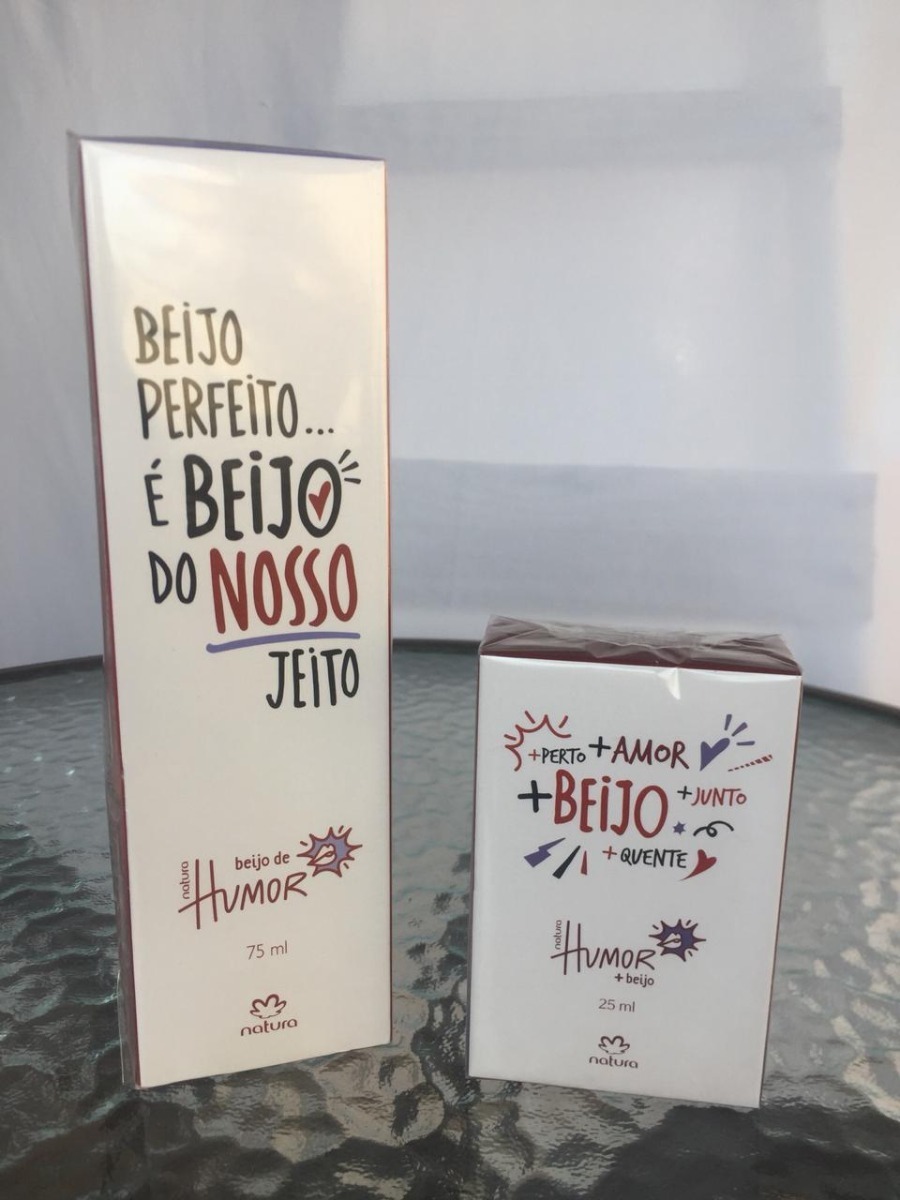 BEIJO
PERFEITO...
É BEIJO
DO NOSSO
JEITO
beijo de
natura HUMOR
75 ml
natura
+PERTO +AMOR
+BEIJO +JUNTO
+QUENTE
natura HUMOR
+ beijo
25 ml
natura